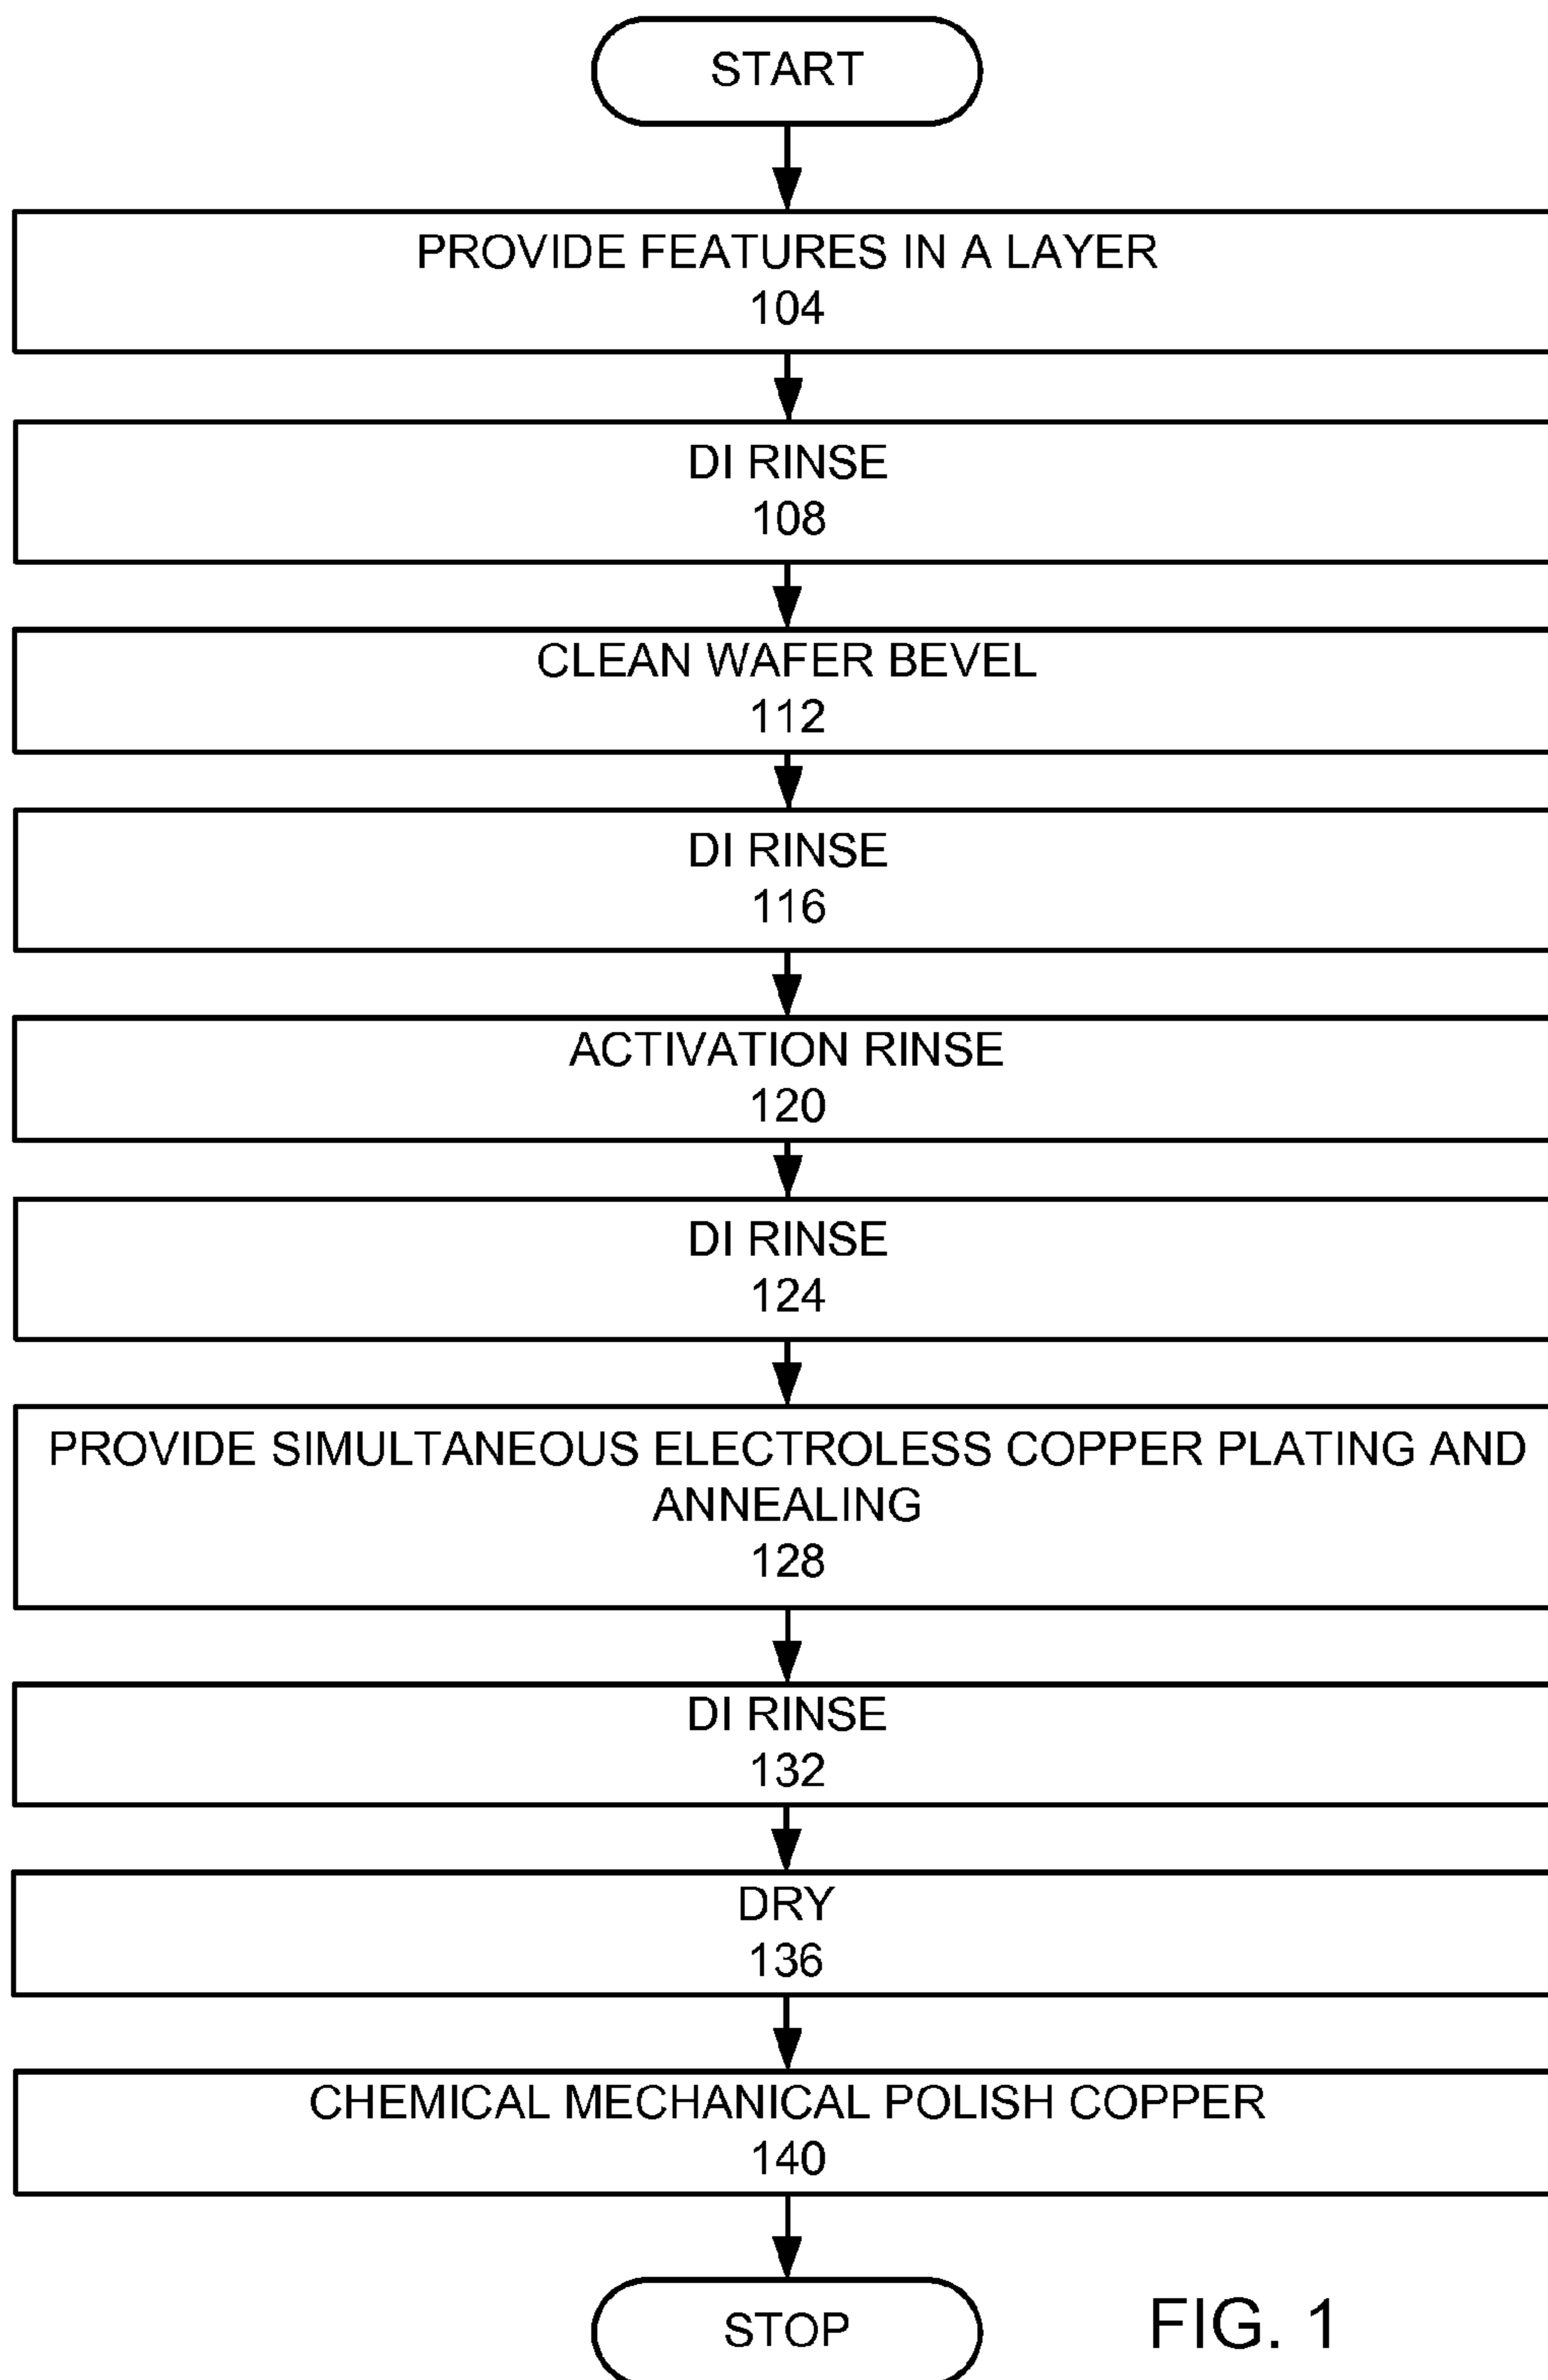 START
PROVIDE FEATURES IN A LAYER
104
DI RINSE
108
CLEAN WAFER BEVEL
112
DI RINSE
116
ACTIVATION RINSE
120
DI RINSE
124
PROVIDE SIMULTANEOUS ELECTROLESS COPPER PLATING AND
ANNEALING
128
DI RINSE
132
DRY
136
CHEMICAL MECHANICAL POLISH COPPER
140
STOP
FIG. 1